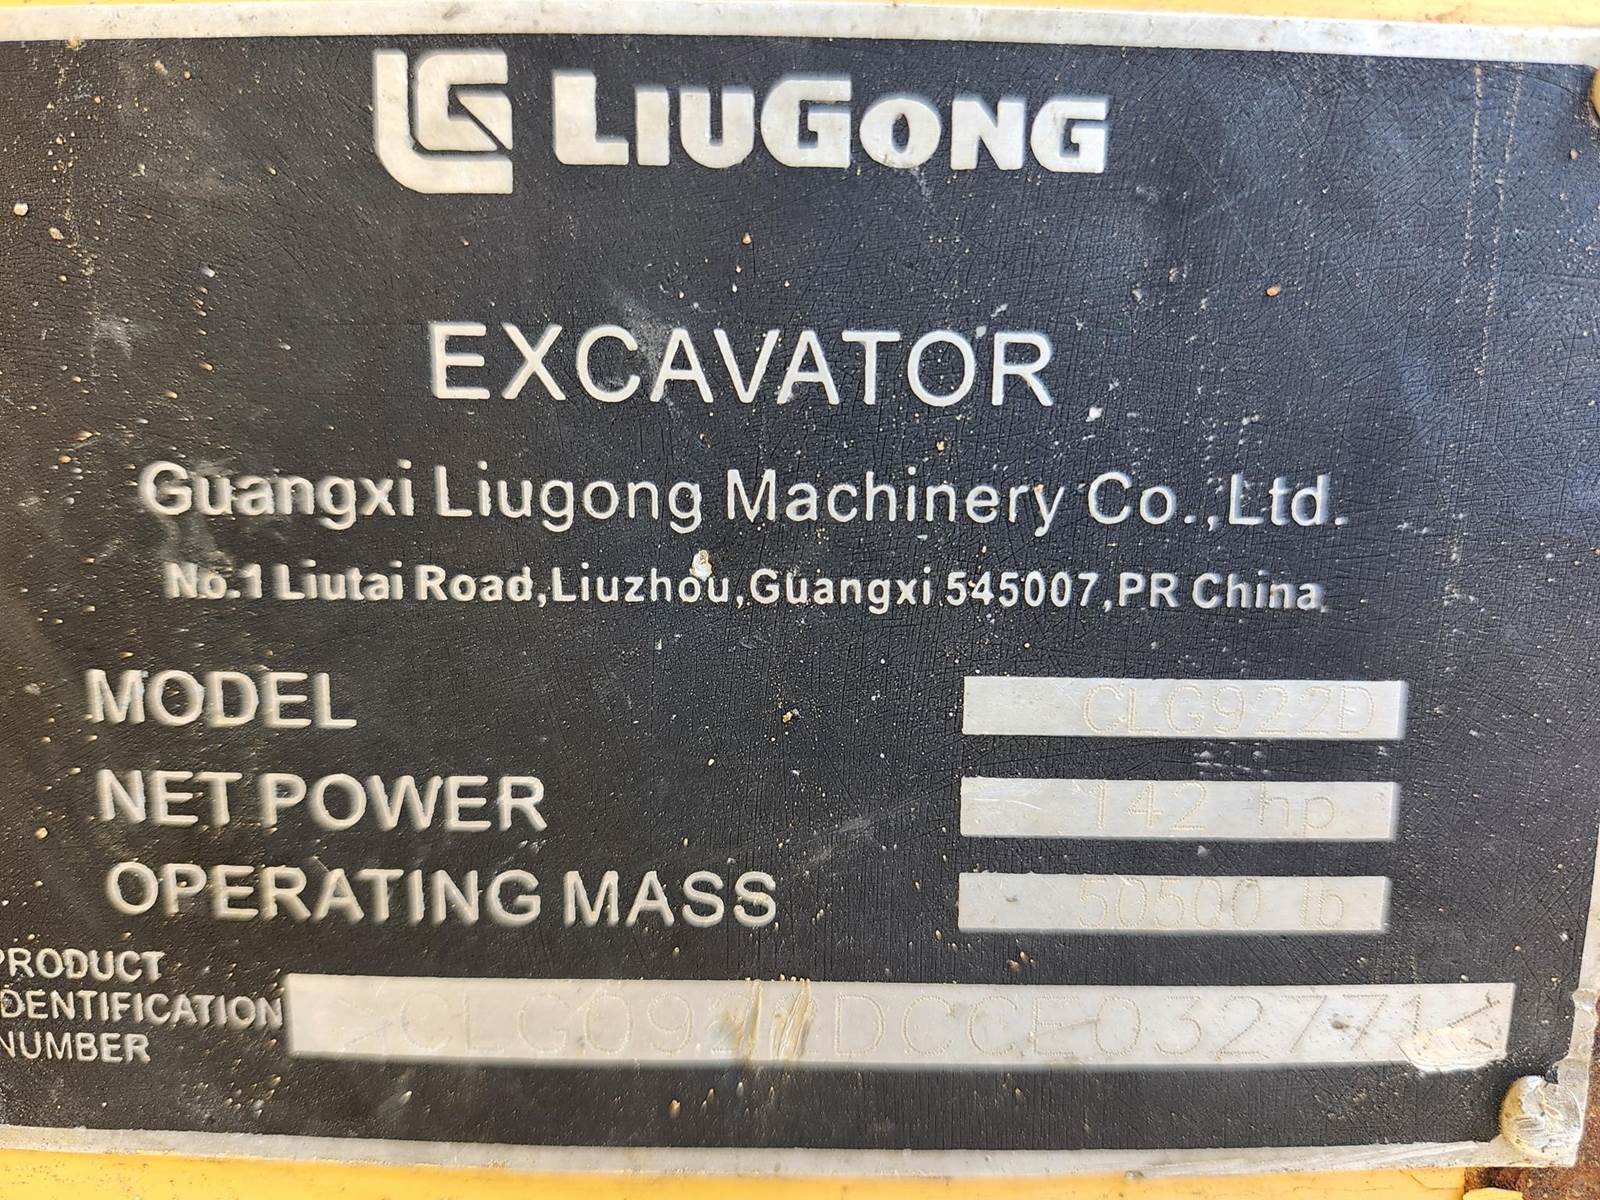 LG LIUGONG
EXCAVATOR
Guangxi Liugong Machinery Co.,Ltd.
No.1 Liutai Road,Liuzhou,Guangxi 545007,PR China
MODEL CLG922D
NET POWER 142 hp
OPERATING MASS 50500 lb
PRODUCT
IDENTIFICATION
NUMBER